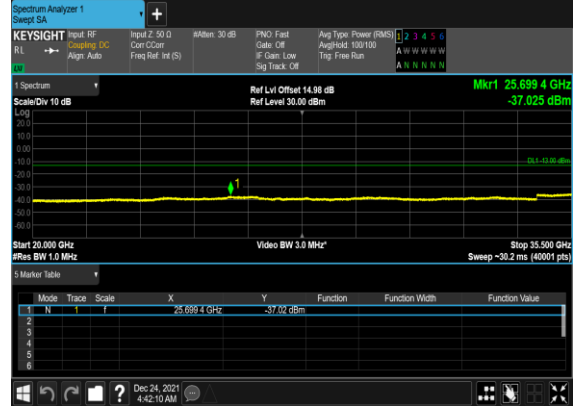 Spectrum Analyzer 1
Swept SA
+
KEYSIGHT Input: RF Input Z: 50 Ω #Atten: 30 dB PNO: Fast Avg Type: Power (RMS) 1 2 3 4 5 6
RL Coupling: DC Corr CCorr Gate: Off Avg|Hold: 100/100 A W W W W W
Align: Auto Freq Ref: Int (S) IF Gain: Low Trig: Free Run
Sig Track: Off A N N N N N
LW
1 Spectrum Ref Lvl Offset 14.98 dB Mkr1 25.699 4 GHz
Scale/Div 10 dB Ref Level 30.00 dBm -37.025 dBm
Log
20.0
10.0
0.00
-10.0 DL1 -13.00 dBm
-20.0
-30.0 1
-40.0
-50.0
-60.0
Start 20.000 GHz Video BW 3.0 MHz* Stop 35.500 GHz
#Res BW 1.0 MHz Sweep ~30.2 ms (40001 pts)
5 Marker Table
Mode Trace Scale X Y Function Function Width Function Value
1 N 1 f 25.699 4 GHz -37.02 dBm
2
3
4
5
6
? Dec 24, 2021
4:42:10 AM